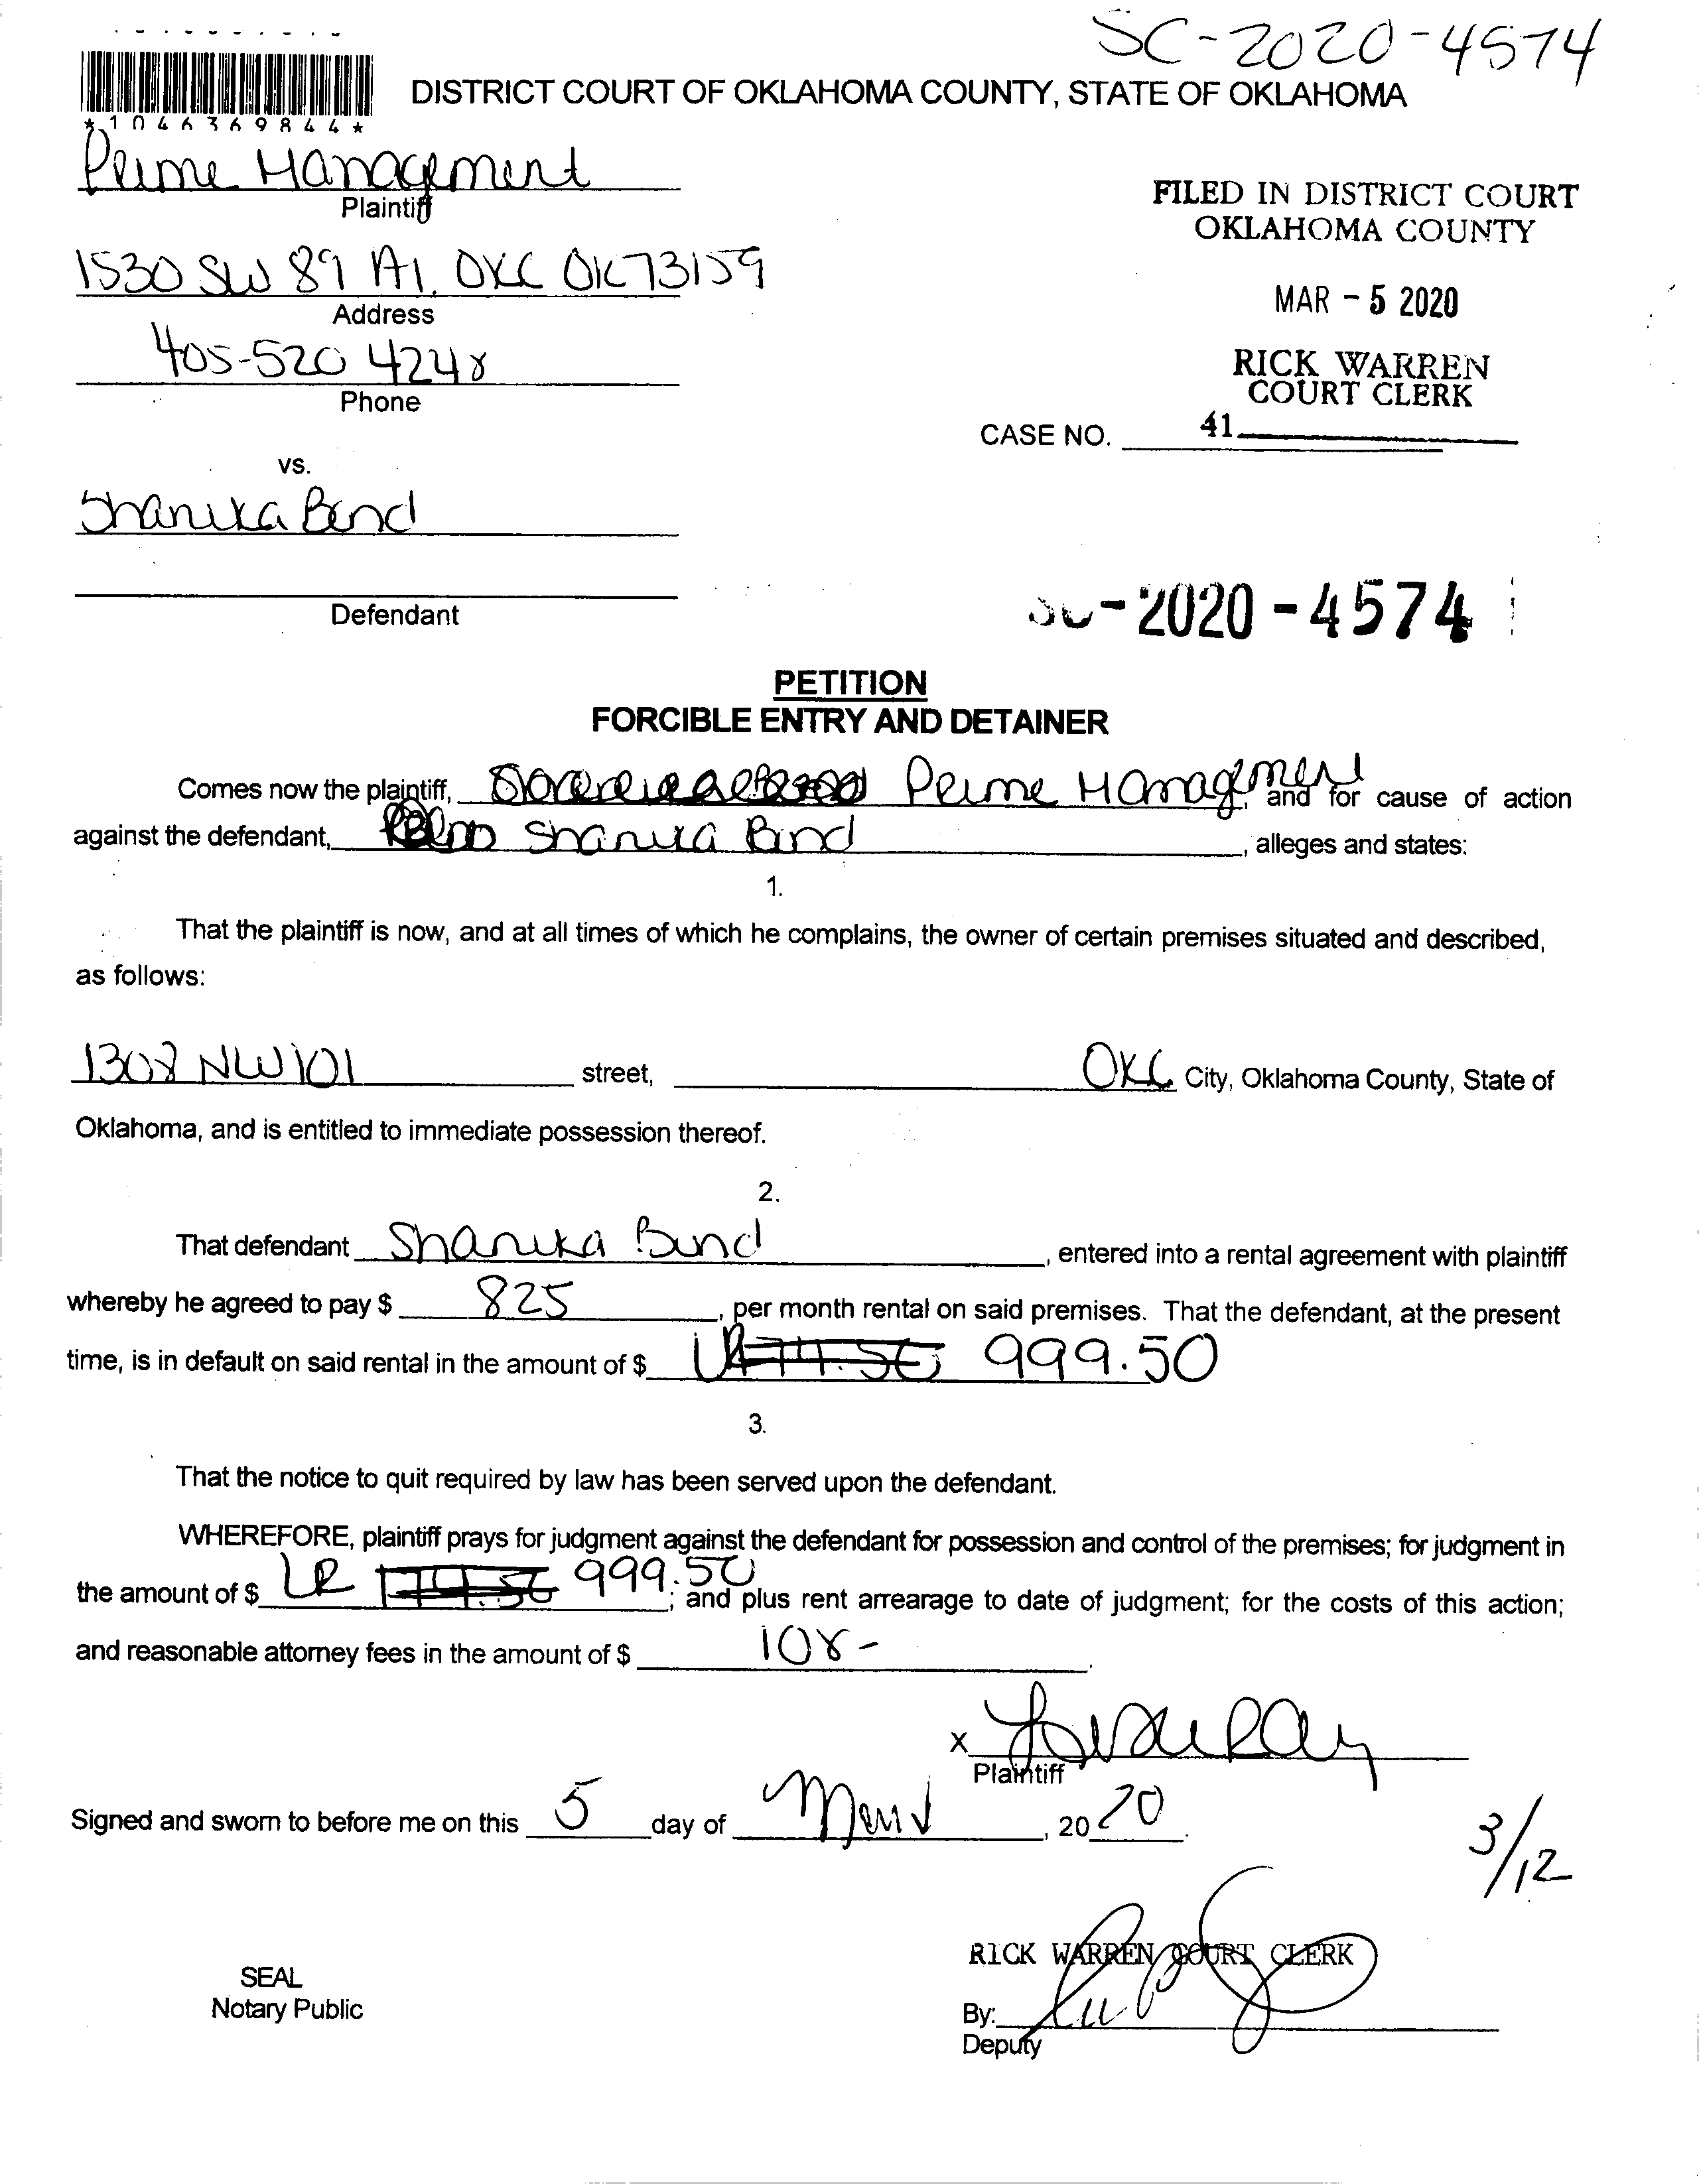 SC-2020-4574
*1046369844*
DISTRICT COURT OF OKLAHOMA COUNTY, STATE OF OKLAHOMA
Prime Management
Plaintiff
FILED IN DISTRICT COURT
OKLAHOMA COUNTY
1530 SW 89 A1. OKC OK 73159
Address
MAR - 5 2020
405-520 4248
Phone
RICK WARREN
COURT CLERK
CASE NO. 41
vs.
Shanika Bend
Defendant
SC-2020-4574
PETITION
FORCIBLE ENTRY AND DETAINER
Comes now the plaintiff, Prime Management, and for cause of action
against the defendant, Shanika Bend, alleges and states:
1.
That the plaintiff is now, and at all times of which he complains, the owner of certain premises situated and described,
as follows:
1308 NW 101 street, OKC City, Oklahoma County, State of
Oklahoma, and is entitled to immediate possession thereof.
2.
That defendant Shanika Bend, entered into a rental agreement with plaintiff
whereby he agreed to pay $ 825, per month rental on said premises. That the defendant, at the present
time, is in default on said rental in the amount of $ LR 999.50
3.
That the notice to quit required by law has been served upon the defendant.
WHEREFORE, plaintiff prays for judgment against the defendant for possession and control of the premises; for judgment in
the amount of $ LR 999.50; and plus rent arrearage to date of judgment; for the costs of this action;
and reasonable attorney fees in the amount of $ 108-.
x
Plaintiff
Signed and sworn to before me on this 5 day of March, 2020.
3/12
RICK WARREN COURT CLERK
SEAL
Notary Public
By:
Deputy